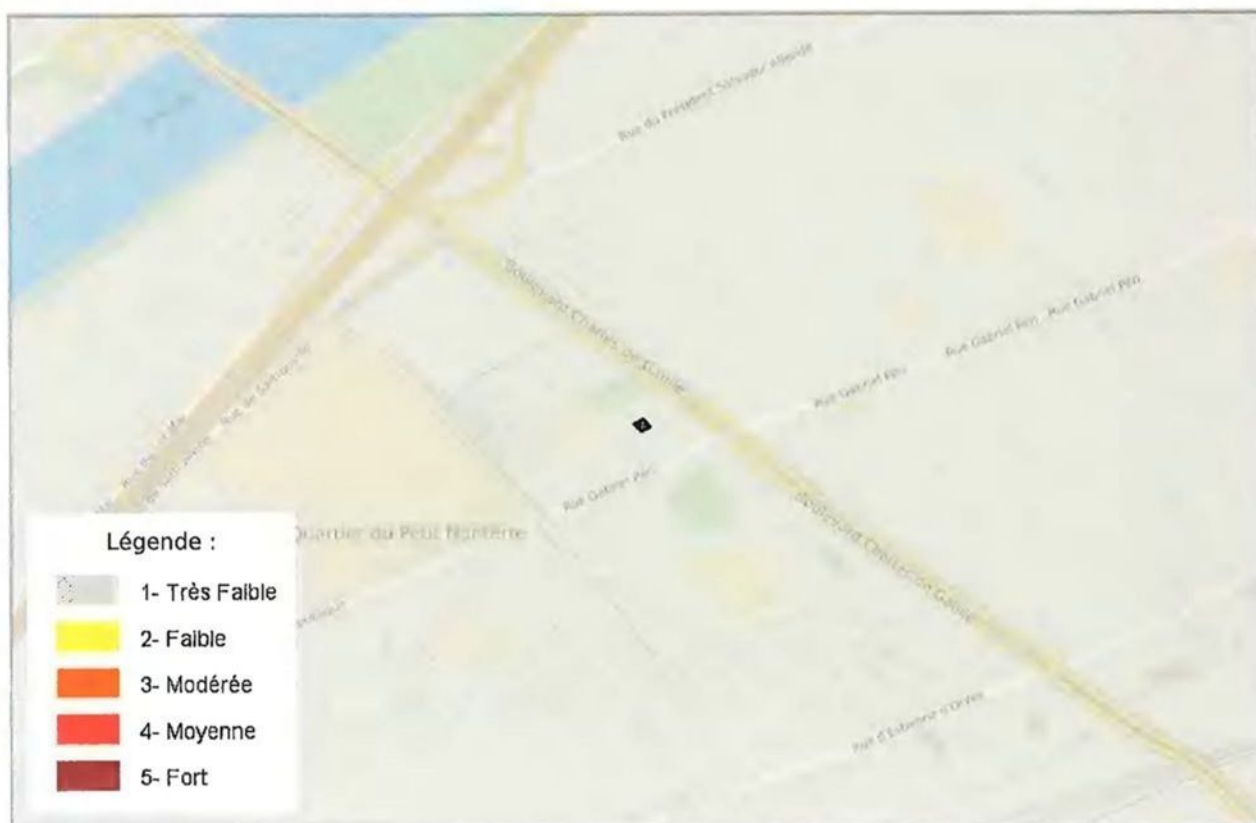 Rue du Président Salvador Allende
Boulevard Charles de Gaulle
Rue Gabriel Péri
Rue Gabriel Péri
Rue Gabriel Péri
Rue Gabriel Péri
Boulevard Charles de Gaulle
Quartier du Petit Nanterre
Rue d'Estienne d'Orves
Légende :
1- Très Faible
2- Faible
3- Modérée
4- Moyenne
5- Fort